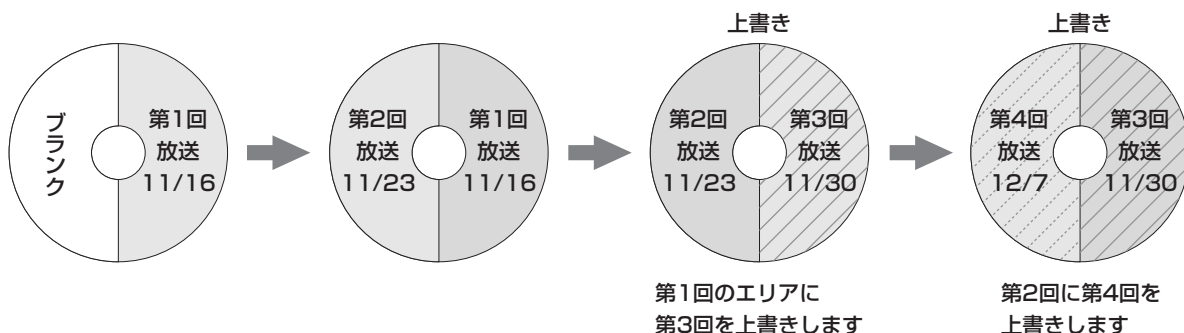 ブランク
第1回
放送
11/16
第2回
放送
11/23
第1回
放送
11/16
上書き
第2回
放送
11/23
第3回
放送
11/30
第1回のエリアに
第3回を上書きします
上書き
第4回
放送
12/7
第3回
放送
11/30
第2回に第4回を
上書きします